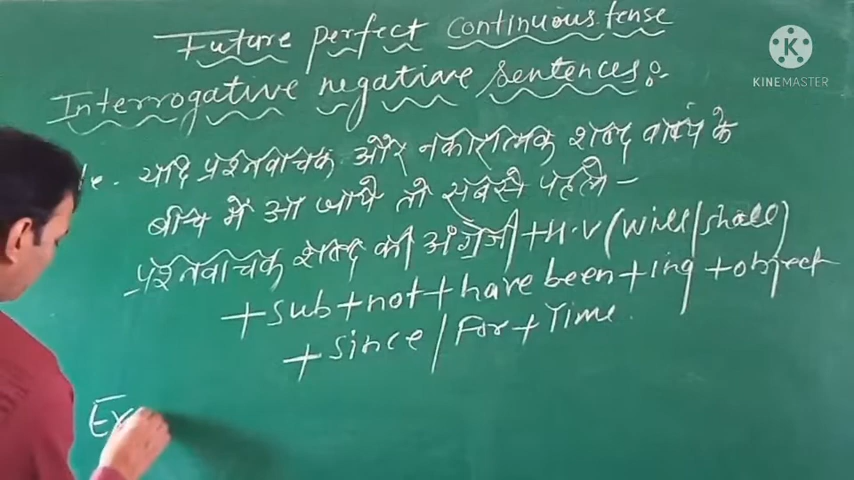 Future perfect continuous tense
Interrogative negative sentences:-
le. यदि प्रश्नवाचक और नकारात्मक शब्द वाक्य के
बीच में आ जाये तो सबसे पहले -
प्रश्नवाचक शब्द की अंग्रेजी + H.V (will/shall)
+ sub + not + have been + ing + object
+ since/For + Time.
Ex
K
KINEMASTER